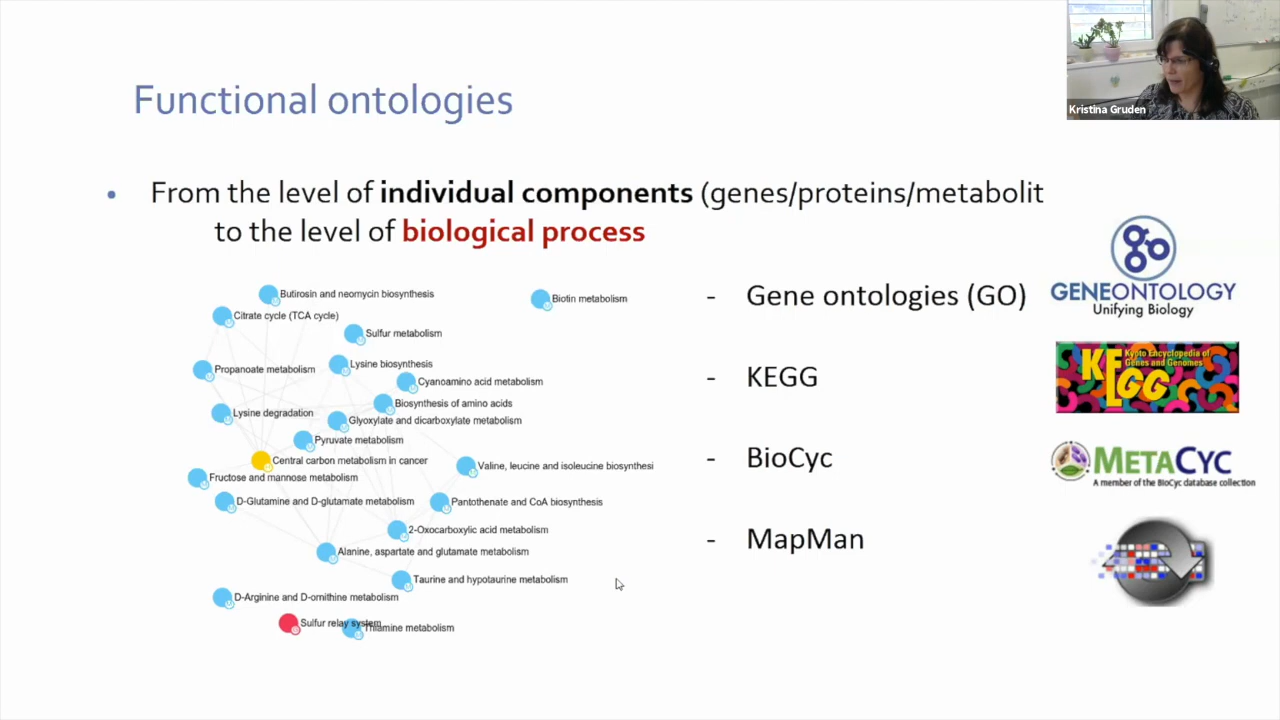 Kristina Gruden
Functional ontologies
• From the level of individual components (genes/proteins/metabolit
to the level of biological process
Butirosin and neomycin biosynthesis
Biotin metabolism
Citrate cycle (TCA cycle)
Sulfur metabolism
Propanoate metabolism
Lysine biosynthesis
Cyanoamino acid metabolism
Biosynthesis of amino acids
Lysine degradation
Glyoxylate and dicarboxylate metabolism
Pyruvate metabolism
Central carbon metabolism in cancer
Valine, leucine and isoleucine biosynthesi
Fructose and mannose metabolism
D-Glutamine and D-glutamate metabolism
Pantothenate and CoA biosynthesis
2-Oxocarboxylic acid metabolism
Alanine, aspartate and glutamate metabolism
Taurine and hypotaurine metabolism
D-Arginine and D-ornithine metabolism
Sulfur relay system
Thiamine metabolism
- Gene ontologies (GO)
GENEONTOLOGY
Unifying Biology
- KEGG
KEGG
Kyoto Encyclopedia of
Genes and Genomes
- BioCyc
METACYC
A member of the BioCyc database collection
- MapMan